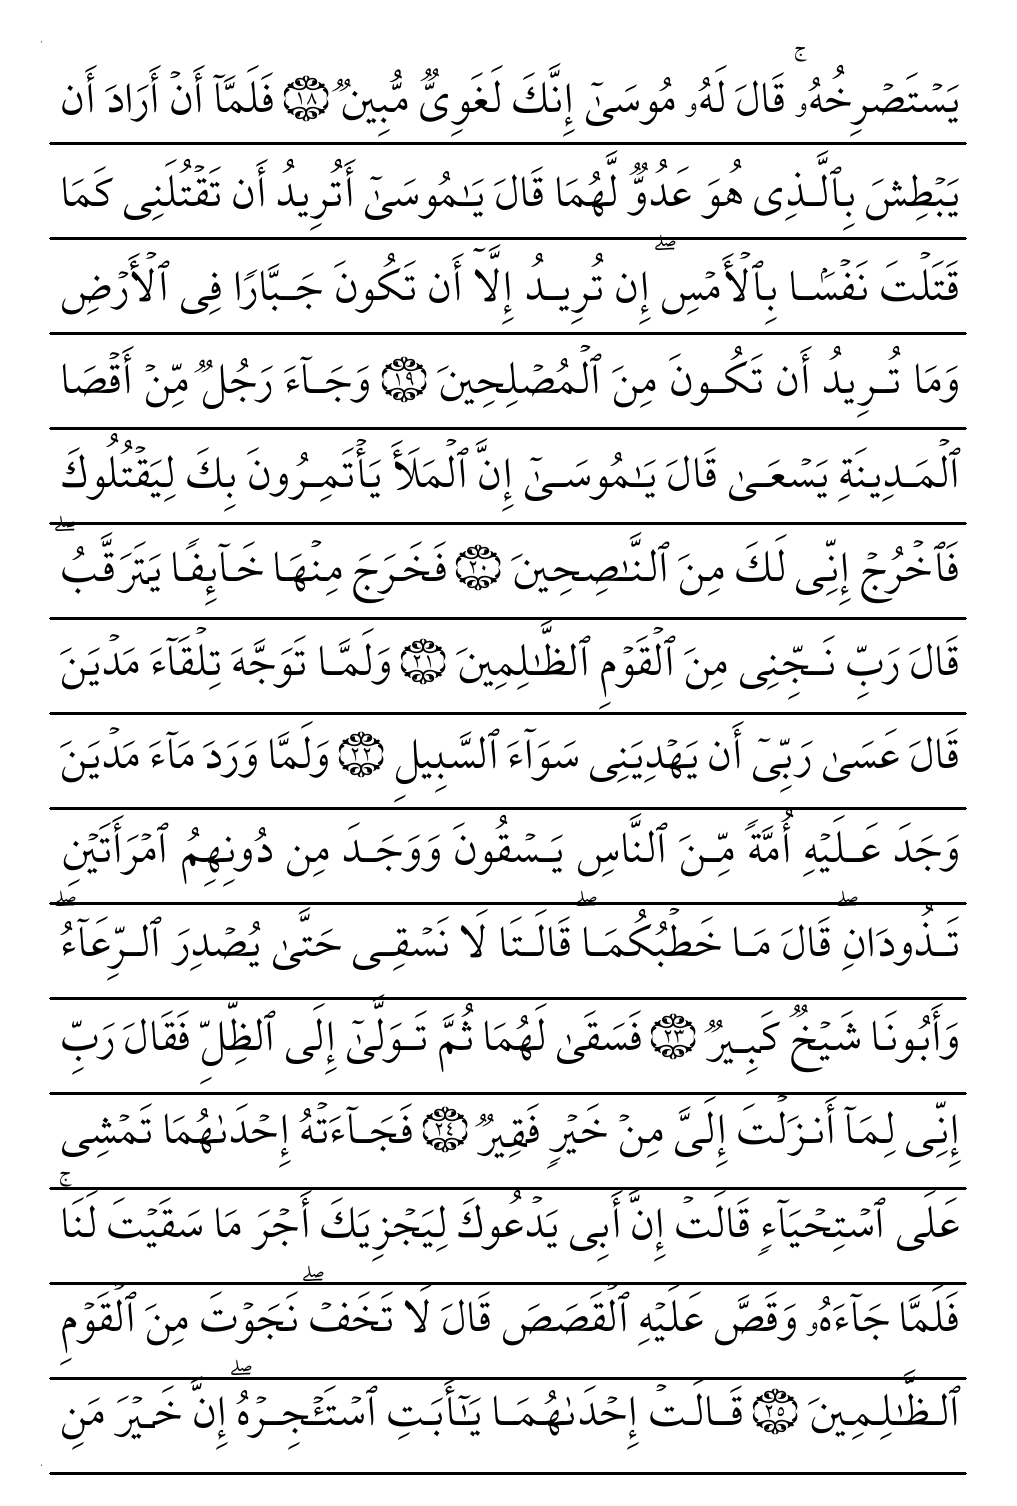 يَسۡتَصۡرِخُهُۥۚ قَالَ لَهُۥ مُوسَىٰٓ إِنَّكَ لَغَوِىٌّ مُّبِينٌ ١٨ فَلَمَّآ أَنۡ أَرَادَ أَن
يَبۡطِشَ بِٱلَّذِى هُوَ عَدُوٌّ لَّهُمَا قَالَ يَـٰمُوسَىٰٓ أَتُرِيدُ أَن تَقۡتُلَنِى كَمَا
قَتَلۡتَ نَفۡسَۢا بِٱلۡأَمۡسِۖ إِن تُرِيدُ إِلَّآ أَن تَكُونَ جَبَّارًا فِى ٱلۡأَرۡضِ
وَمَا تُرِيدُ أَن تَكُونَ مِنَ ٱلۡمُصۡلِحِينَ ١٩ وَجَآءَ رَجُلٌ مِّنۡ أَقۡصَا
ٱلۡمَدِينَةِ يَسۡعَىٰ قَالَ يَـٰمُوسَىٰٓ إِنَّ ٱلۡمَلَأَ يَأۡتَمِرُونَ بِكَ لِيَقۡتُلُوكَ
فَٱخۡرُجۡ إِنِّى لَكَ مِنَ ٱلنَّـٰصِحِينَ ٢٠ فَخَرَجَ مِنۡهَا خَآئِفًا يَتَرَقَّبُۖ
قَالَ رَبِّ نَجِّنِى مِنَ ٱلۡقَوۡمِ ٱلظَّـٰلِمِينَ ٢١ وَلَمَّا تَوَجَّهَ تِلۡقَآءَ مَدۡيَنَ
قَالَ عَسَىٰ رَبِّىٓ أَن يَهۡدِيَنِى سَوَآءَ ٱلسَّبِيلِ ٢٢ وَلَمَّا وَرَدَ مَآءَ مَدۡيَنَ
وَجَدَ عَلَيۡهِ أُمَّةً مِّنَ ٱلنَّاسِ يَسۡقُونَ وَوَجَدَ مِن دُونِهِمُ ٱمۡرَأَتَيۡنِ
تَذُودَانِۖ قَالَ مَا خَطۡبُكُمَاۖ قَالَتَا لَا نَسۡقِى حَتَّىٰ يُصۡدِرَ ٱلرِّعَآءُۖ
وَأَبُونَا شَيۡخٌ كَبِيرٌ ٢٣ فَسَقَىٰ لَهُمَا ثُمَّ تَوَلَّىٰٓ إِلَى ٱلظِّلِّ فَقَالَ رَبِّ
إِنِّى لِمَآ أَنزَلۡتَ إِلَىَّ مِنۡ خَيۡرٍ فَقِيرٌ ٢٤ فَجَآءَتۡهُ إِحۡدَىٰهُمَا تَمۡشِى
عَلَى ٱسۡتِحۡيَآءٍ قَالَتۡ إِنَّ أَبِى يَدۡعُوكَ لِيَجۡزِيَكَ أَجۡرَ مَا سَقَيۡتَ لَنَاۚ
فَلَمَّا جَآءَهُۥ وَقَصَّ عَلَيۡهِ ٱلۡقَصَصَ قَالَ لَا تَخَفۡۖ نَجَوۡتَ مِنَ ٱلۡقَوۡمِ
ٱلظَّـٰلِمِينَ ٢٥ قَالَتۡ إِحۡدَىٰهُمَا يَـٰٓأَبَتِ ٱسۡتَـٔۡجِرۡهُۖ إِنَّ خَيۡرَ مَنِ